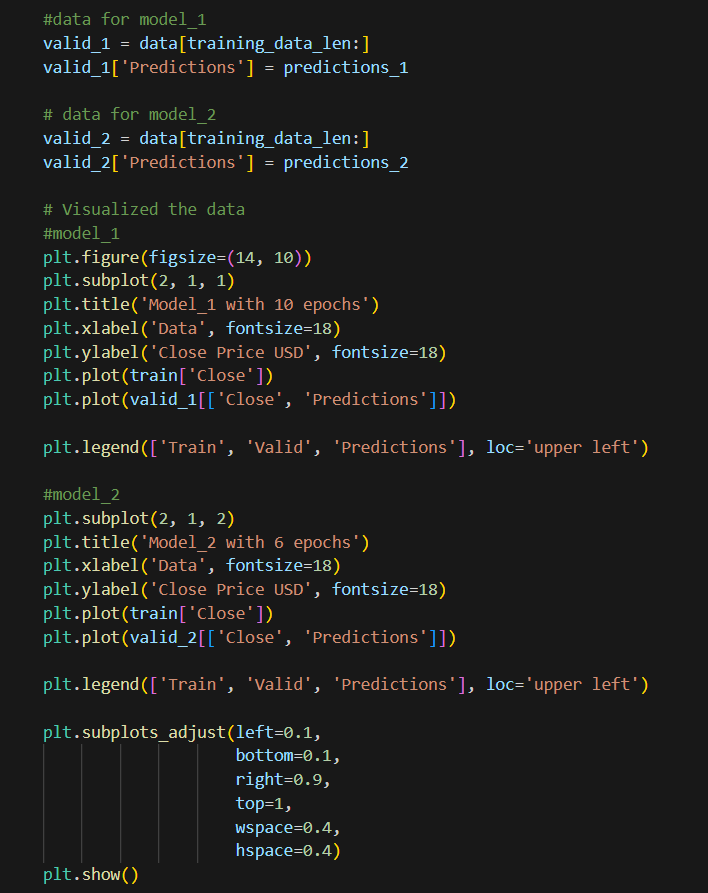 #data for model_1
valid_1 = data[training_data_len:]
valid_1['Predictions'] = predictions_1
# data for model_2
valid_2 = data[training_data_len:]
valid_2['Predictions'] = predictions_2
# Visualized the data
#model_1
plt.figure(figsize=(14, 10))
plt.subplot(2, 1, 1)
plt.title('Model_1 with 10 epochs')
plt.xlabel('Data', fontsize=18)
plt.ylabel('Close Price USD', fontsize=18)
plt.plot(train['Close'])
plt.plot(valid_1[['Close', 'Predictions']])
plt.legend(['Train', 'Valid', 'Predictions'], loc='upper left')
#model_2
plt.subplot(2, 1, 2)
plt.title('Model_2 with 6 epochs')
plt.xlabel('Data', fontsize=18)
plt.ylabel('Close Price USD', fontsize=18)
plt.plot(train['Close'])
plt.plot(valid_2[['Close', 'Predictions']])
plt.legend(['Train', 'Valid', 'Predictions'], loc='upper left')
plt.subplots_adjust(left=0.1,
                    bottom=0.1,
                    right=0.9,
                    top=1,
                    wspace=0.4,
                    hspace=0.4)
plt.show()